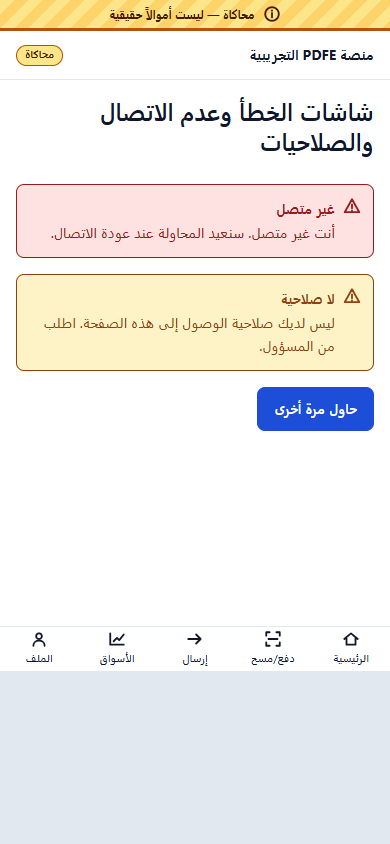 محاكاة — ليست أموالاً حقيقية
منصة PDFE التجريبية
محاكاة
شاشات الخطأ وعدم الاتصال
والصلاحيات
غير متصل
أنت غير متصل. سنعيد المحاولة عند عودة الاتصال.
لا صلاحية
ليس لديك صلاحية الوصول إلى هذه الصفحة. اطلب
من المسؤول.
حاول مرة أخرى
الرئيسية
دفع/مسح
إرسال
الأسواق
الملف